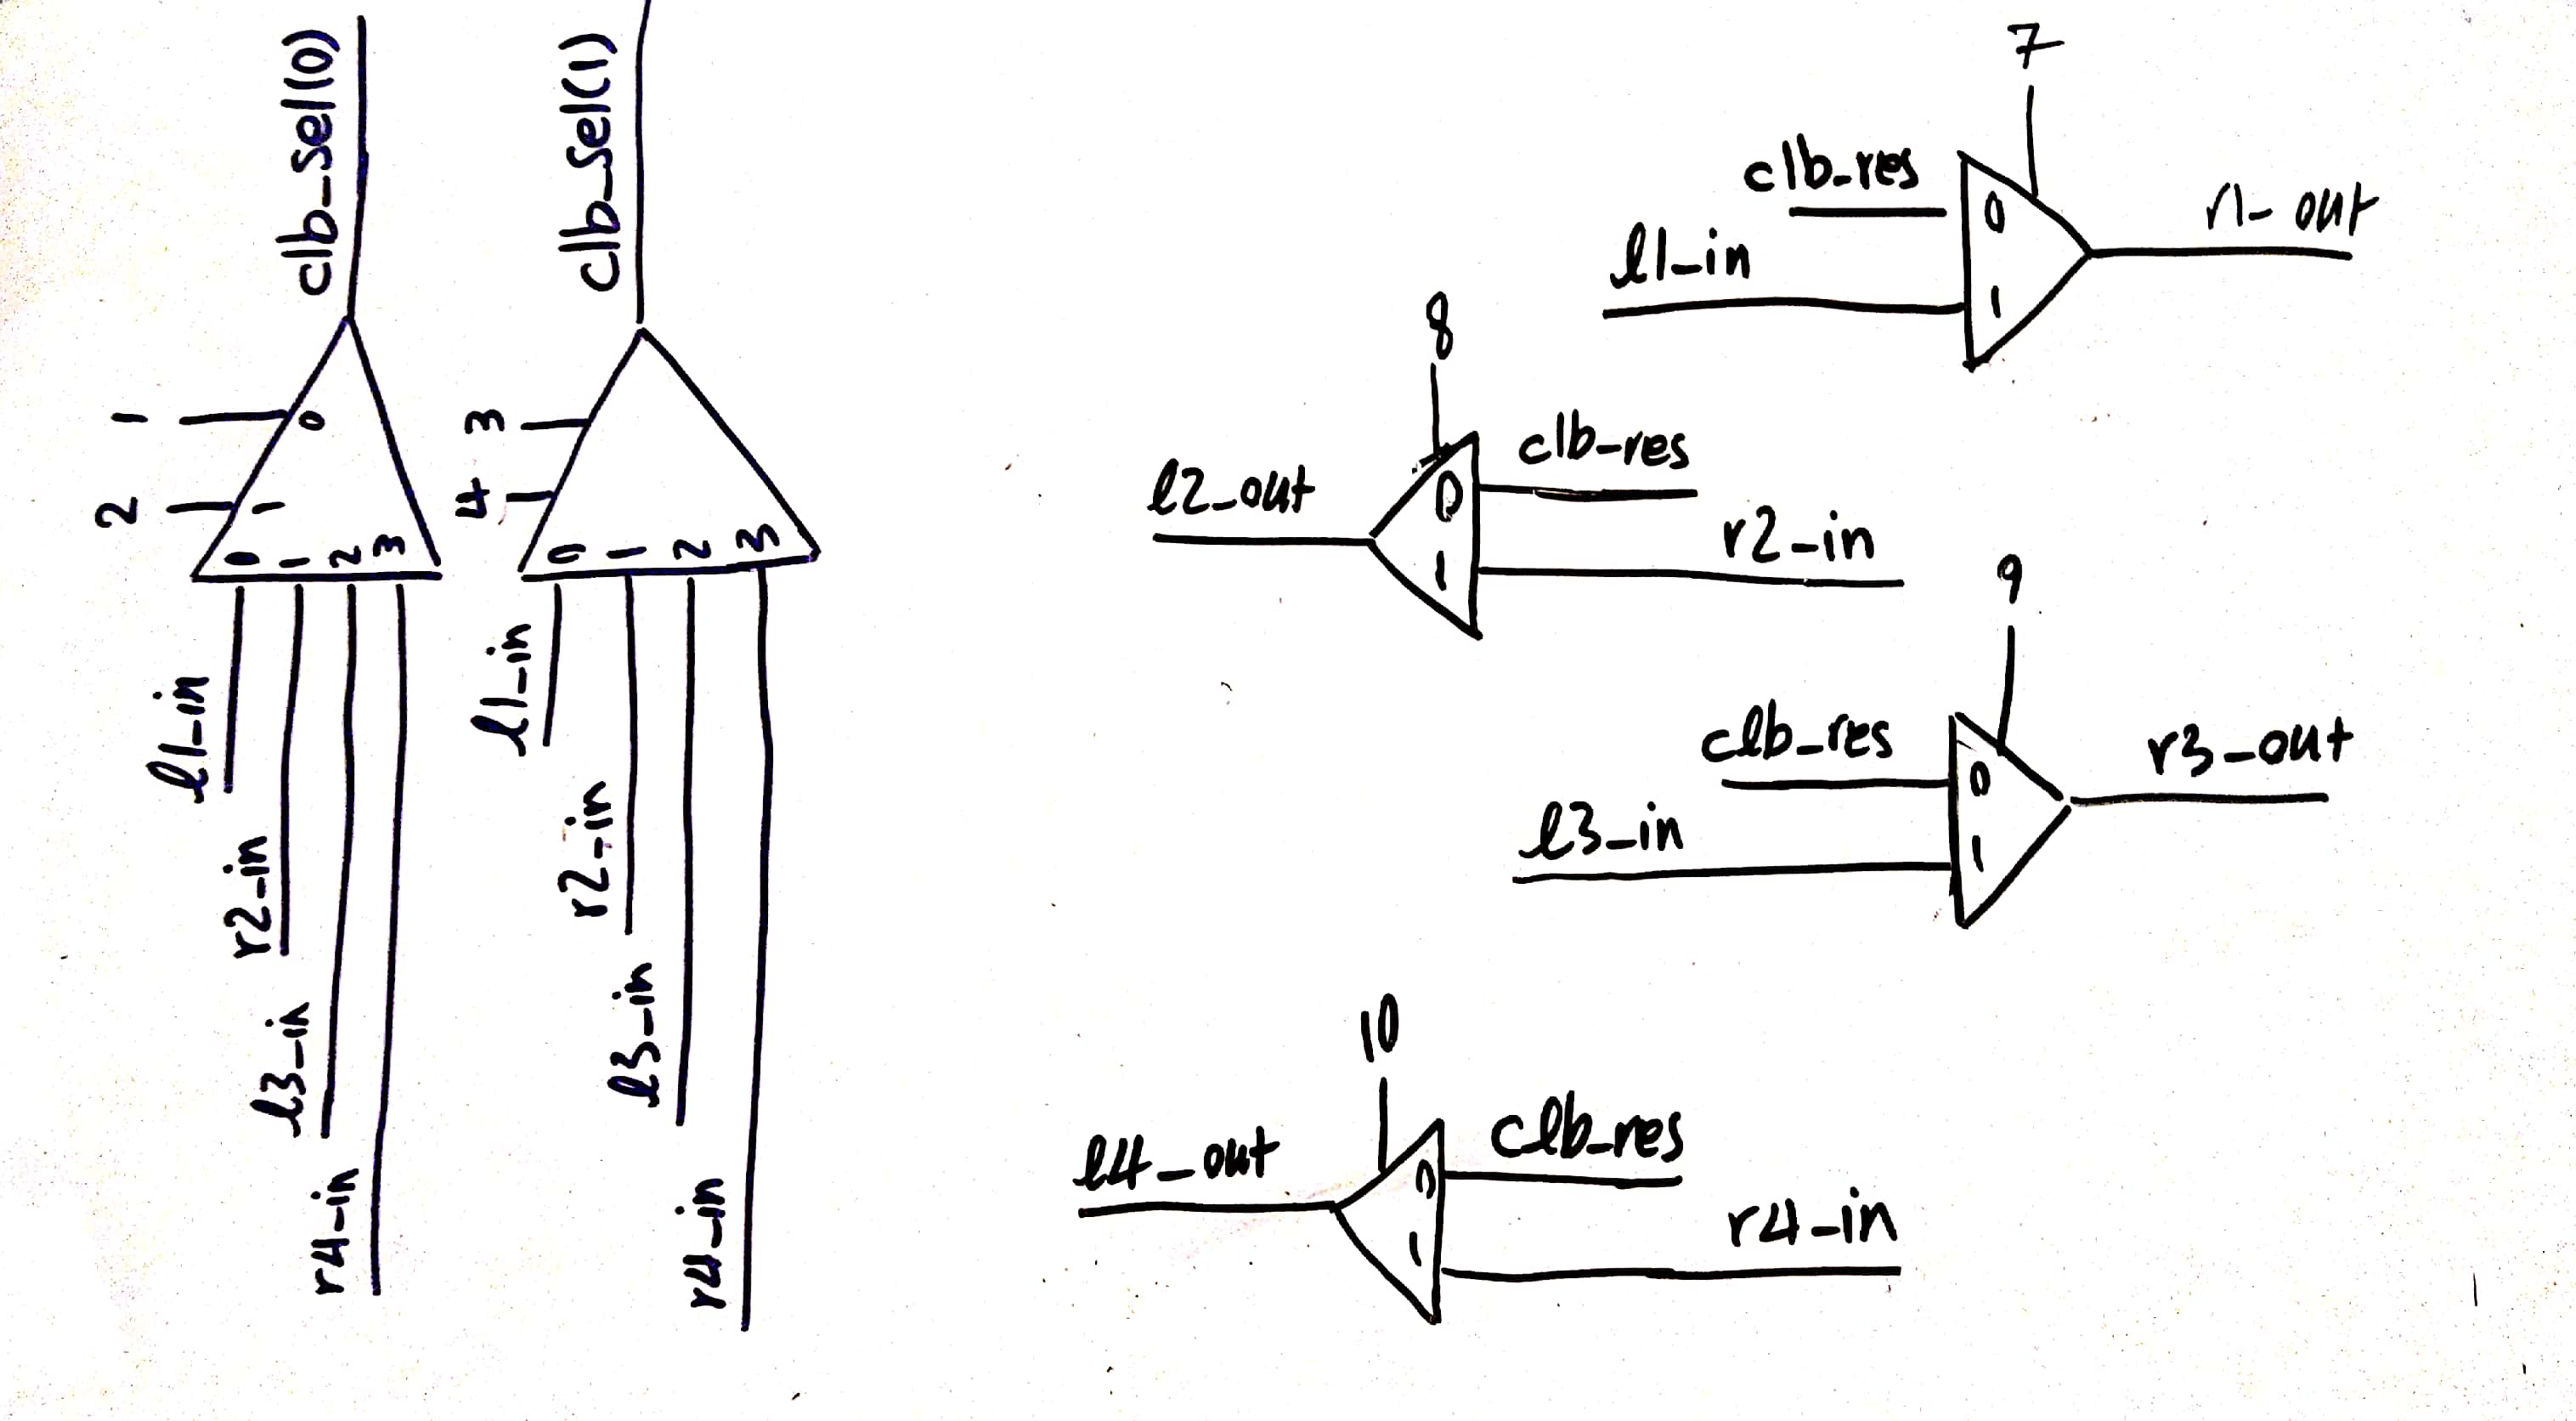 clb_sel(0)
1
2
0
1
0
1
2
3
l1_in
r2_in
l3_in
r4_in
clb_sel(1)
3
4
0
1
2
3
l1_in
r2_in
l3_in
r4_in
7
clb_res
0
l1_in
1
r1_out
8
l2_out
0
clb_res
1
r2_in
9
clb_res
0
l3_in
1
r3_out
10
l4_out
0
clb_res
1
r4_in